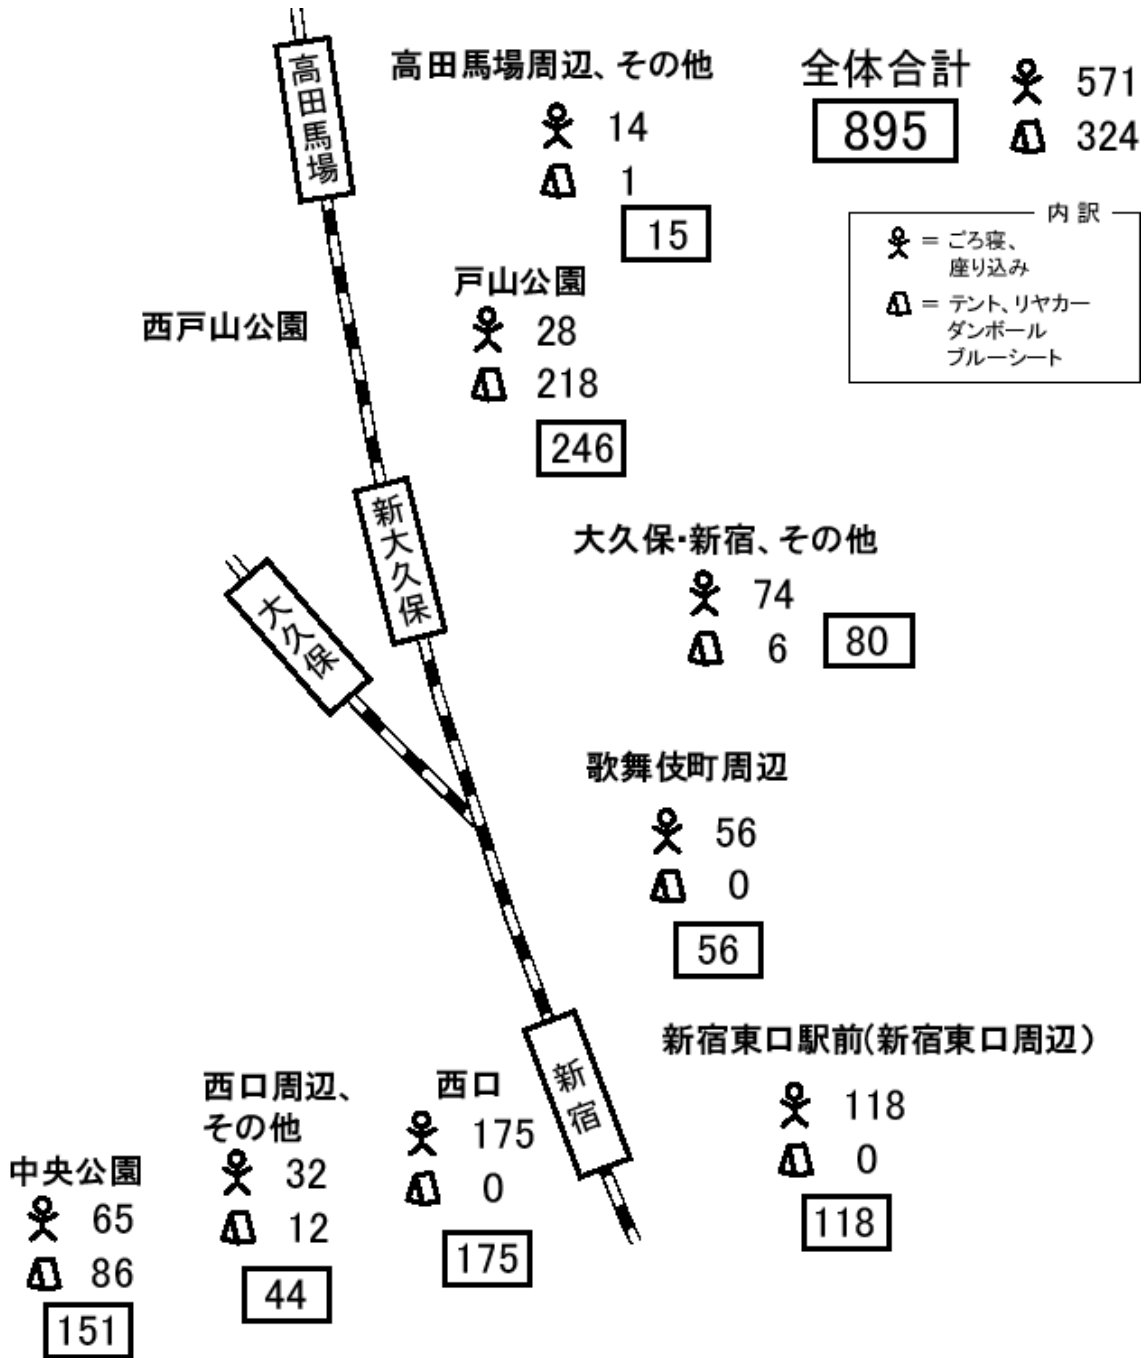 高田馬場
高田馬場周辺、その他
14
1
15
全体合計
895
571
324
内訳
= ごろ寝、
座り込み
= テント、リヤカー
ダンボール
ブルーシート
西戸山公園
戸山公園
28
218
246
新大久保
大久保
大久保・新宿、その他
74
6
80
歌舞伎町周辺
56
0
56
新宿
新宿東口駅前(新宿東口周辺)
118
0
118
西口
175
0
175
西口周辺、
その他
32
12
44
中央公園
65
86
151